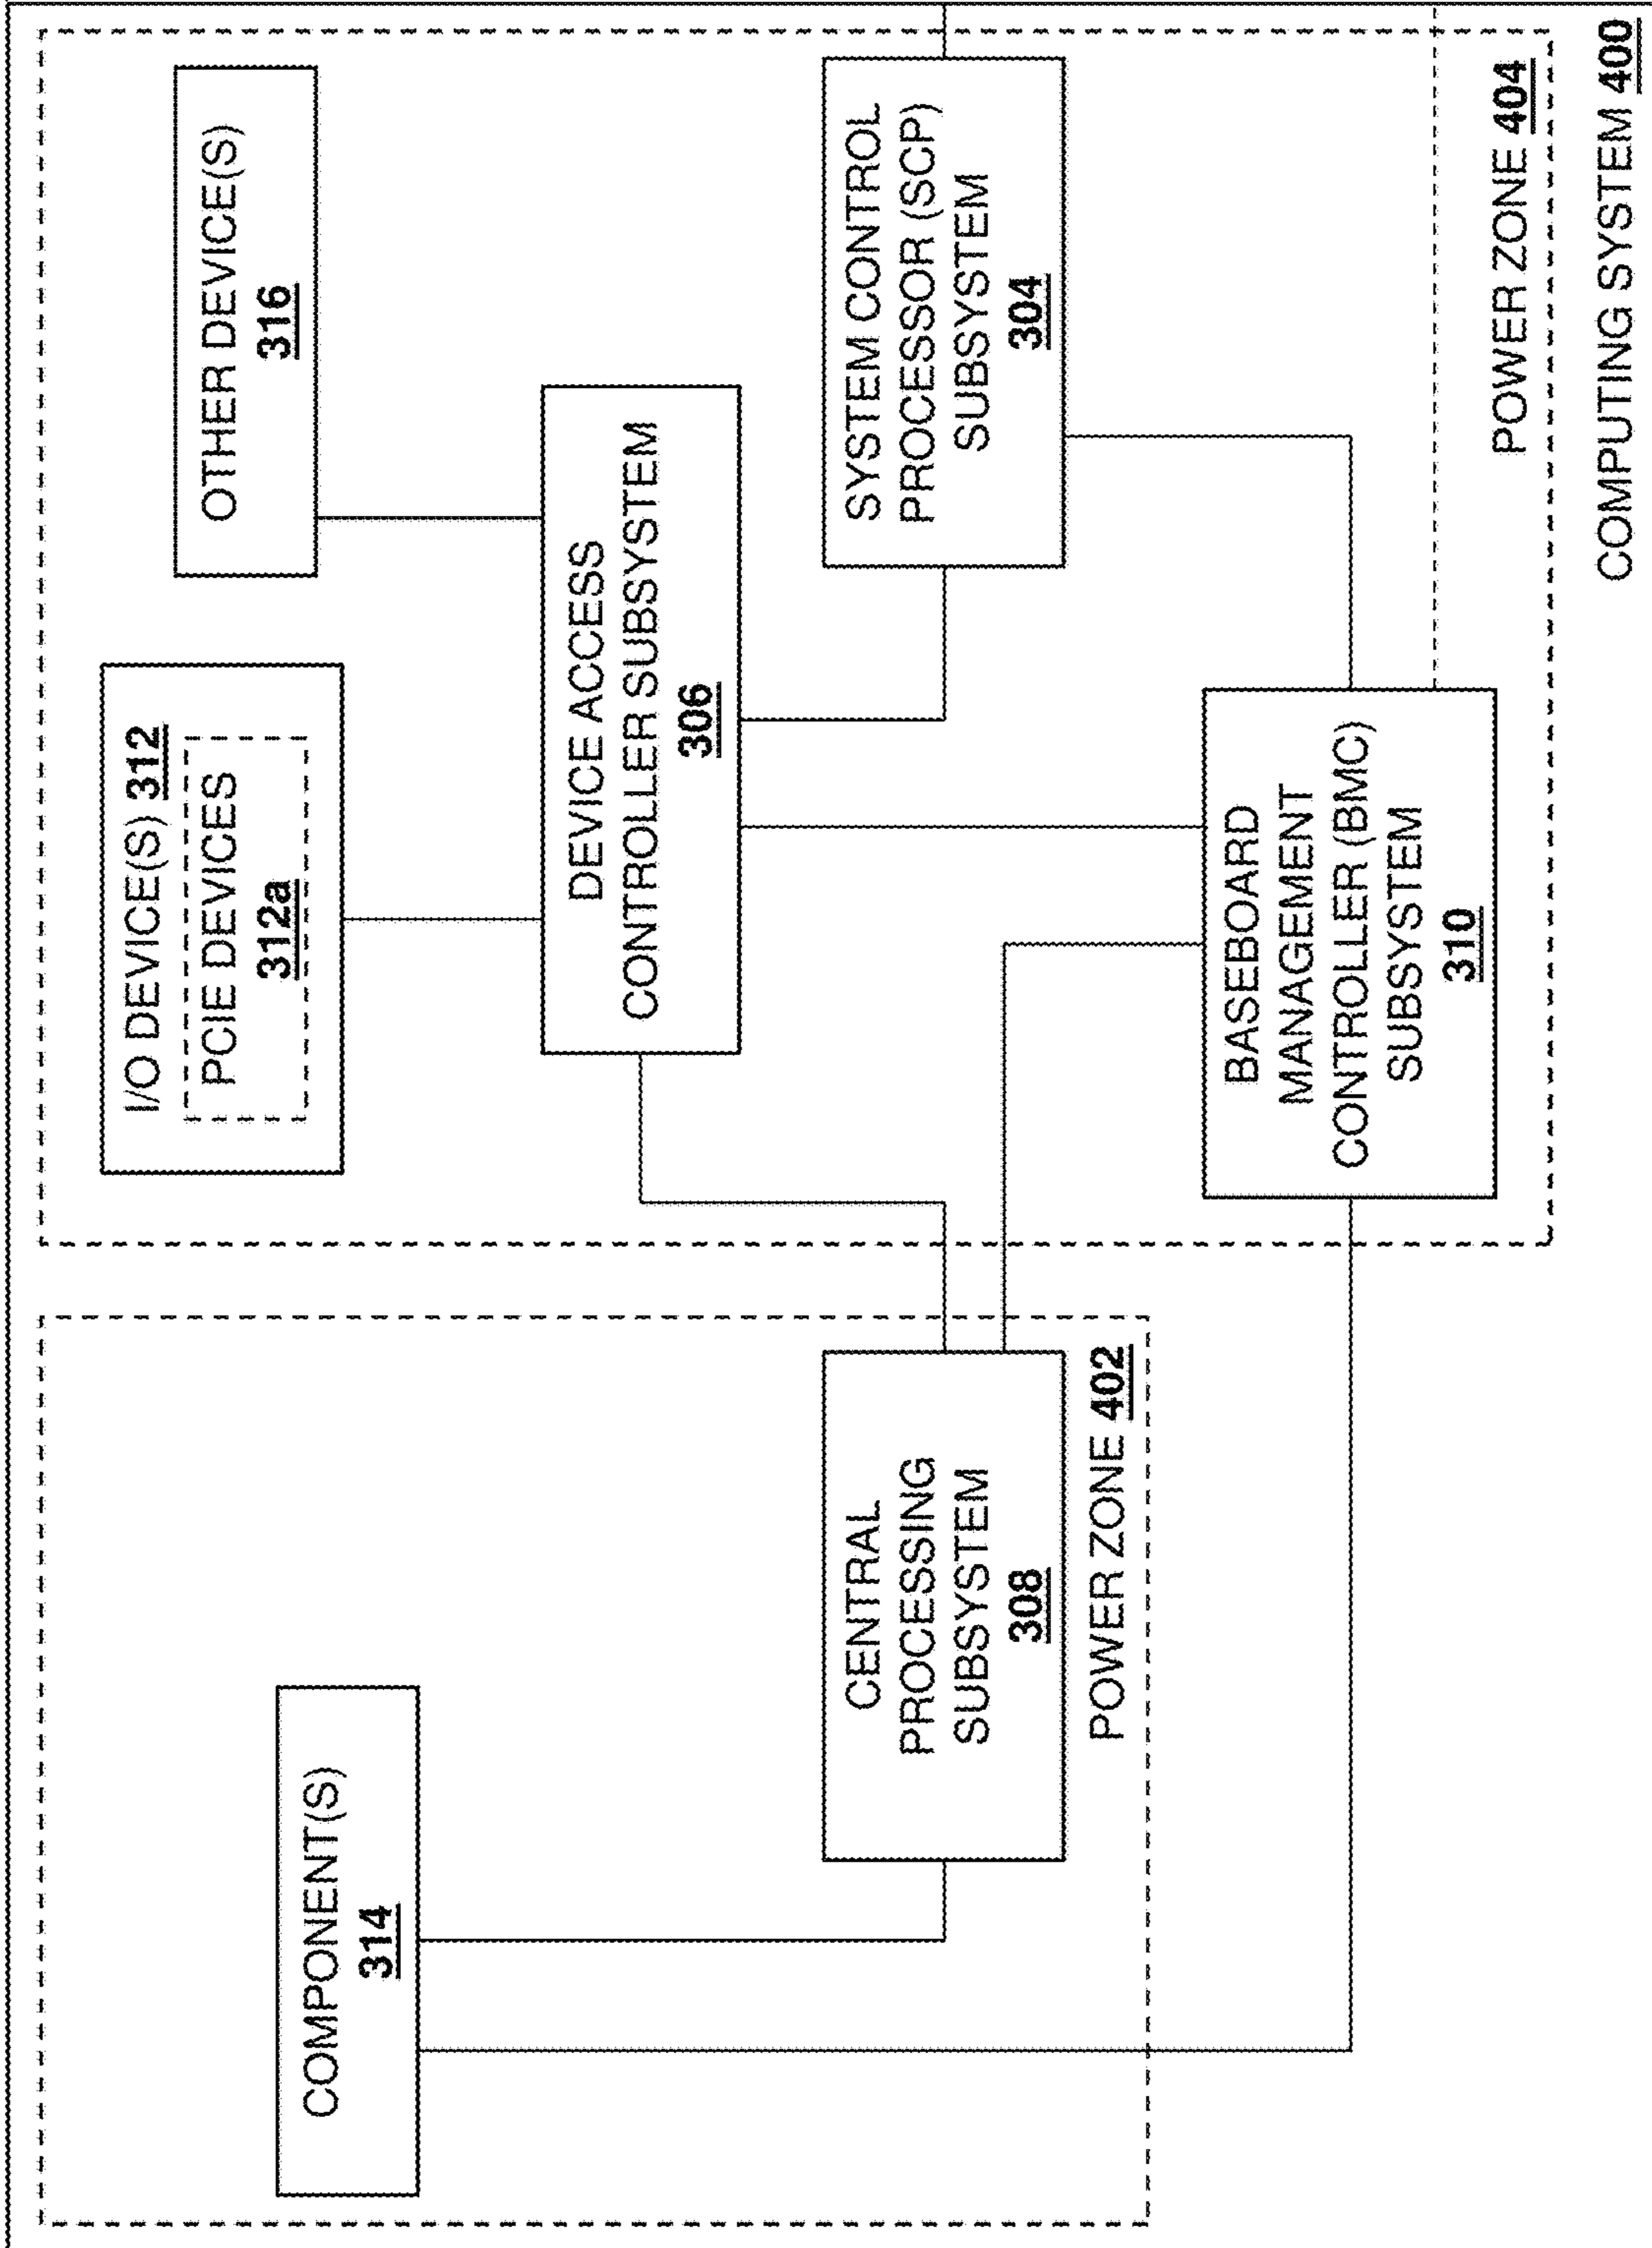 COMPONENT(S)
314
CENTRAL
PROCESSING
SUBSYSTEM
308
POWER ZONE 402
I/O DEVICE(S) 312
PCIE DEVICES
312a
OTHER DEVICE(S)
316
DEVICE ACCESS
CONTROLLER SUBSYSTEM
306
SYSTEM CONTROL
PROCESSOR (SCP)
SUBSYSTEM
304
BASEBOARD
MANAGEMENT
CONTROLLER (BMC)
SUBSYSTEM
310
POWER ZONE 404
COMPUTING SYSTEM 400